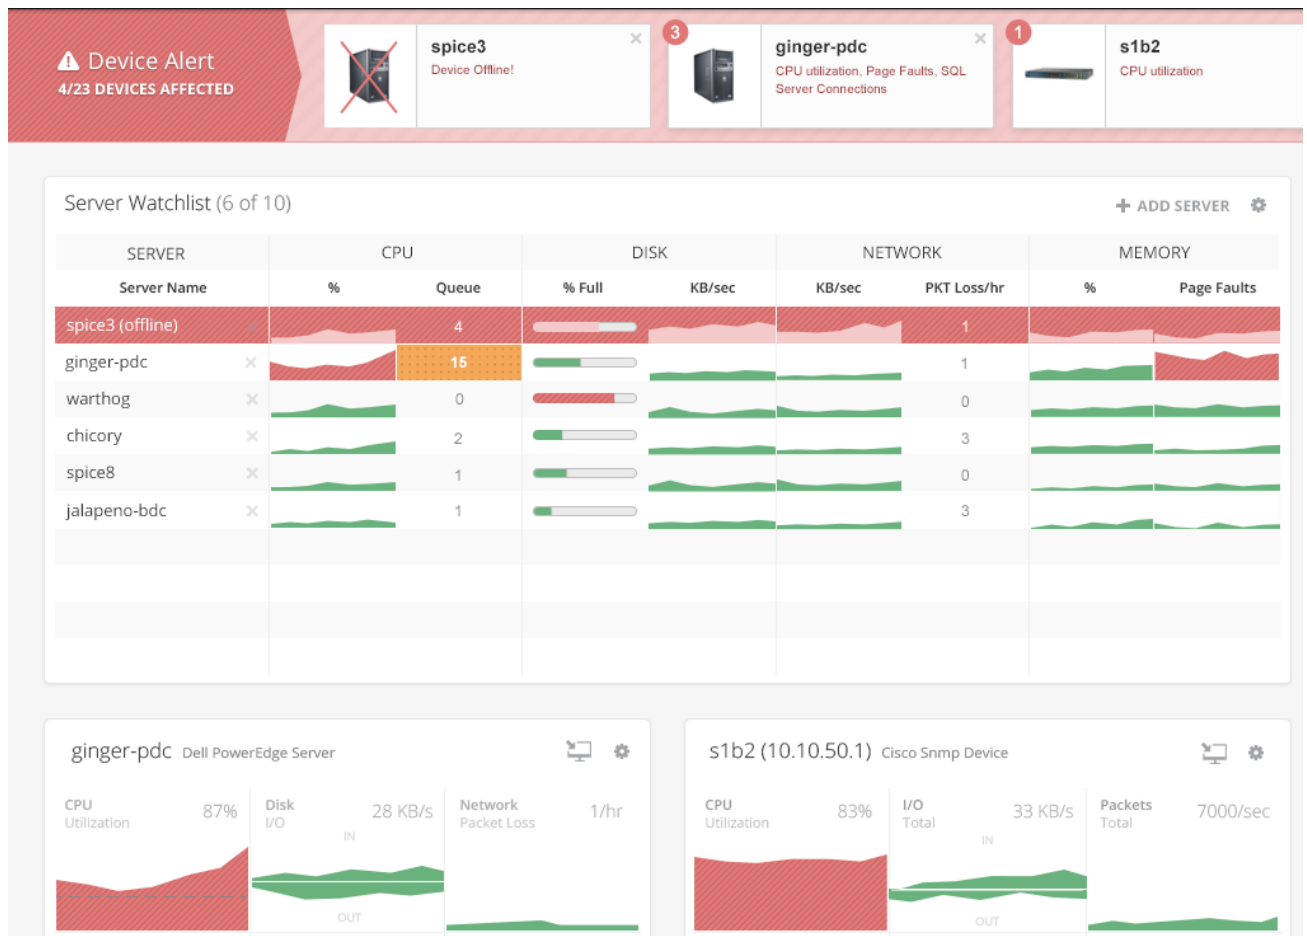 Device Alert
4/23 DEVICES AFFECTED
spice3
Device Offline!
3
ginger-pdc
CPU utilization, Page Faults, SQL
Server Connections
1
s1b2
CPU utilization
Server Watchlist (6 of 10)
ADD SERVER
SERVER CPU DISK NETWORK MEMORY
Server Name % Queue % Full KB/sec KB/sec PKT Loss/hr % Page Faults
spice3 (offline) 4 1
ginger-pdc 15 1
warthog 0 0
chicory 2 3
spice8 1 0
jalapeno-bdc 1 3
ginger-pdc Dell PowerEdge Server
CPU
Utilization
87%
Disk
I/O
28 KB/s
IN
OUT
Network
Packet Loss
1/hr
s1b2 (10.10.50.1) Cisco Snmp Device
CPU
Utilization
83%
I/O
Total
33 KB/s
IN
OUT
Packets
Total
7000/sec